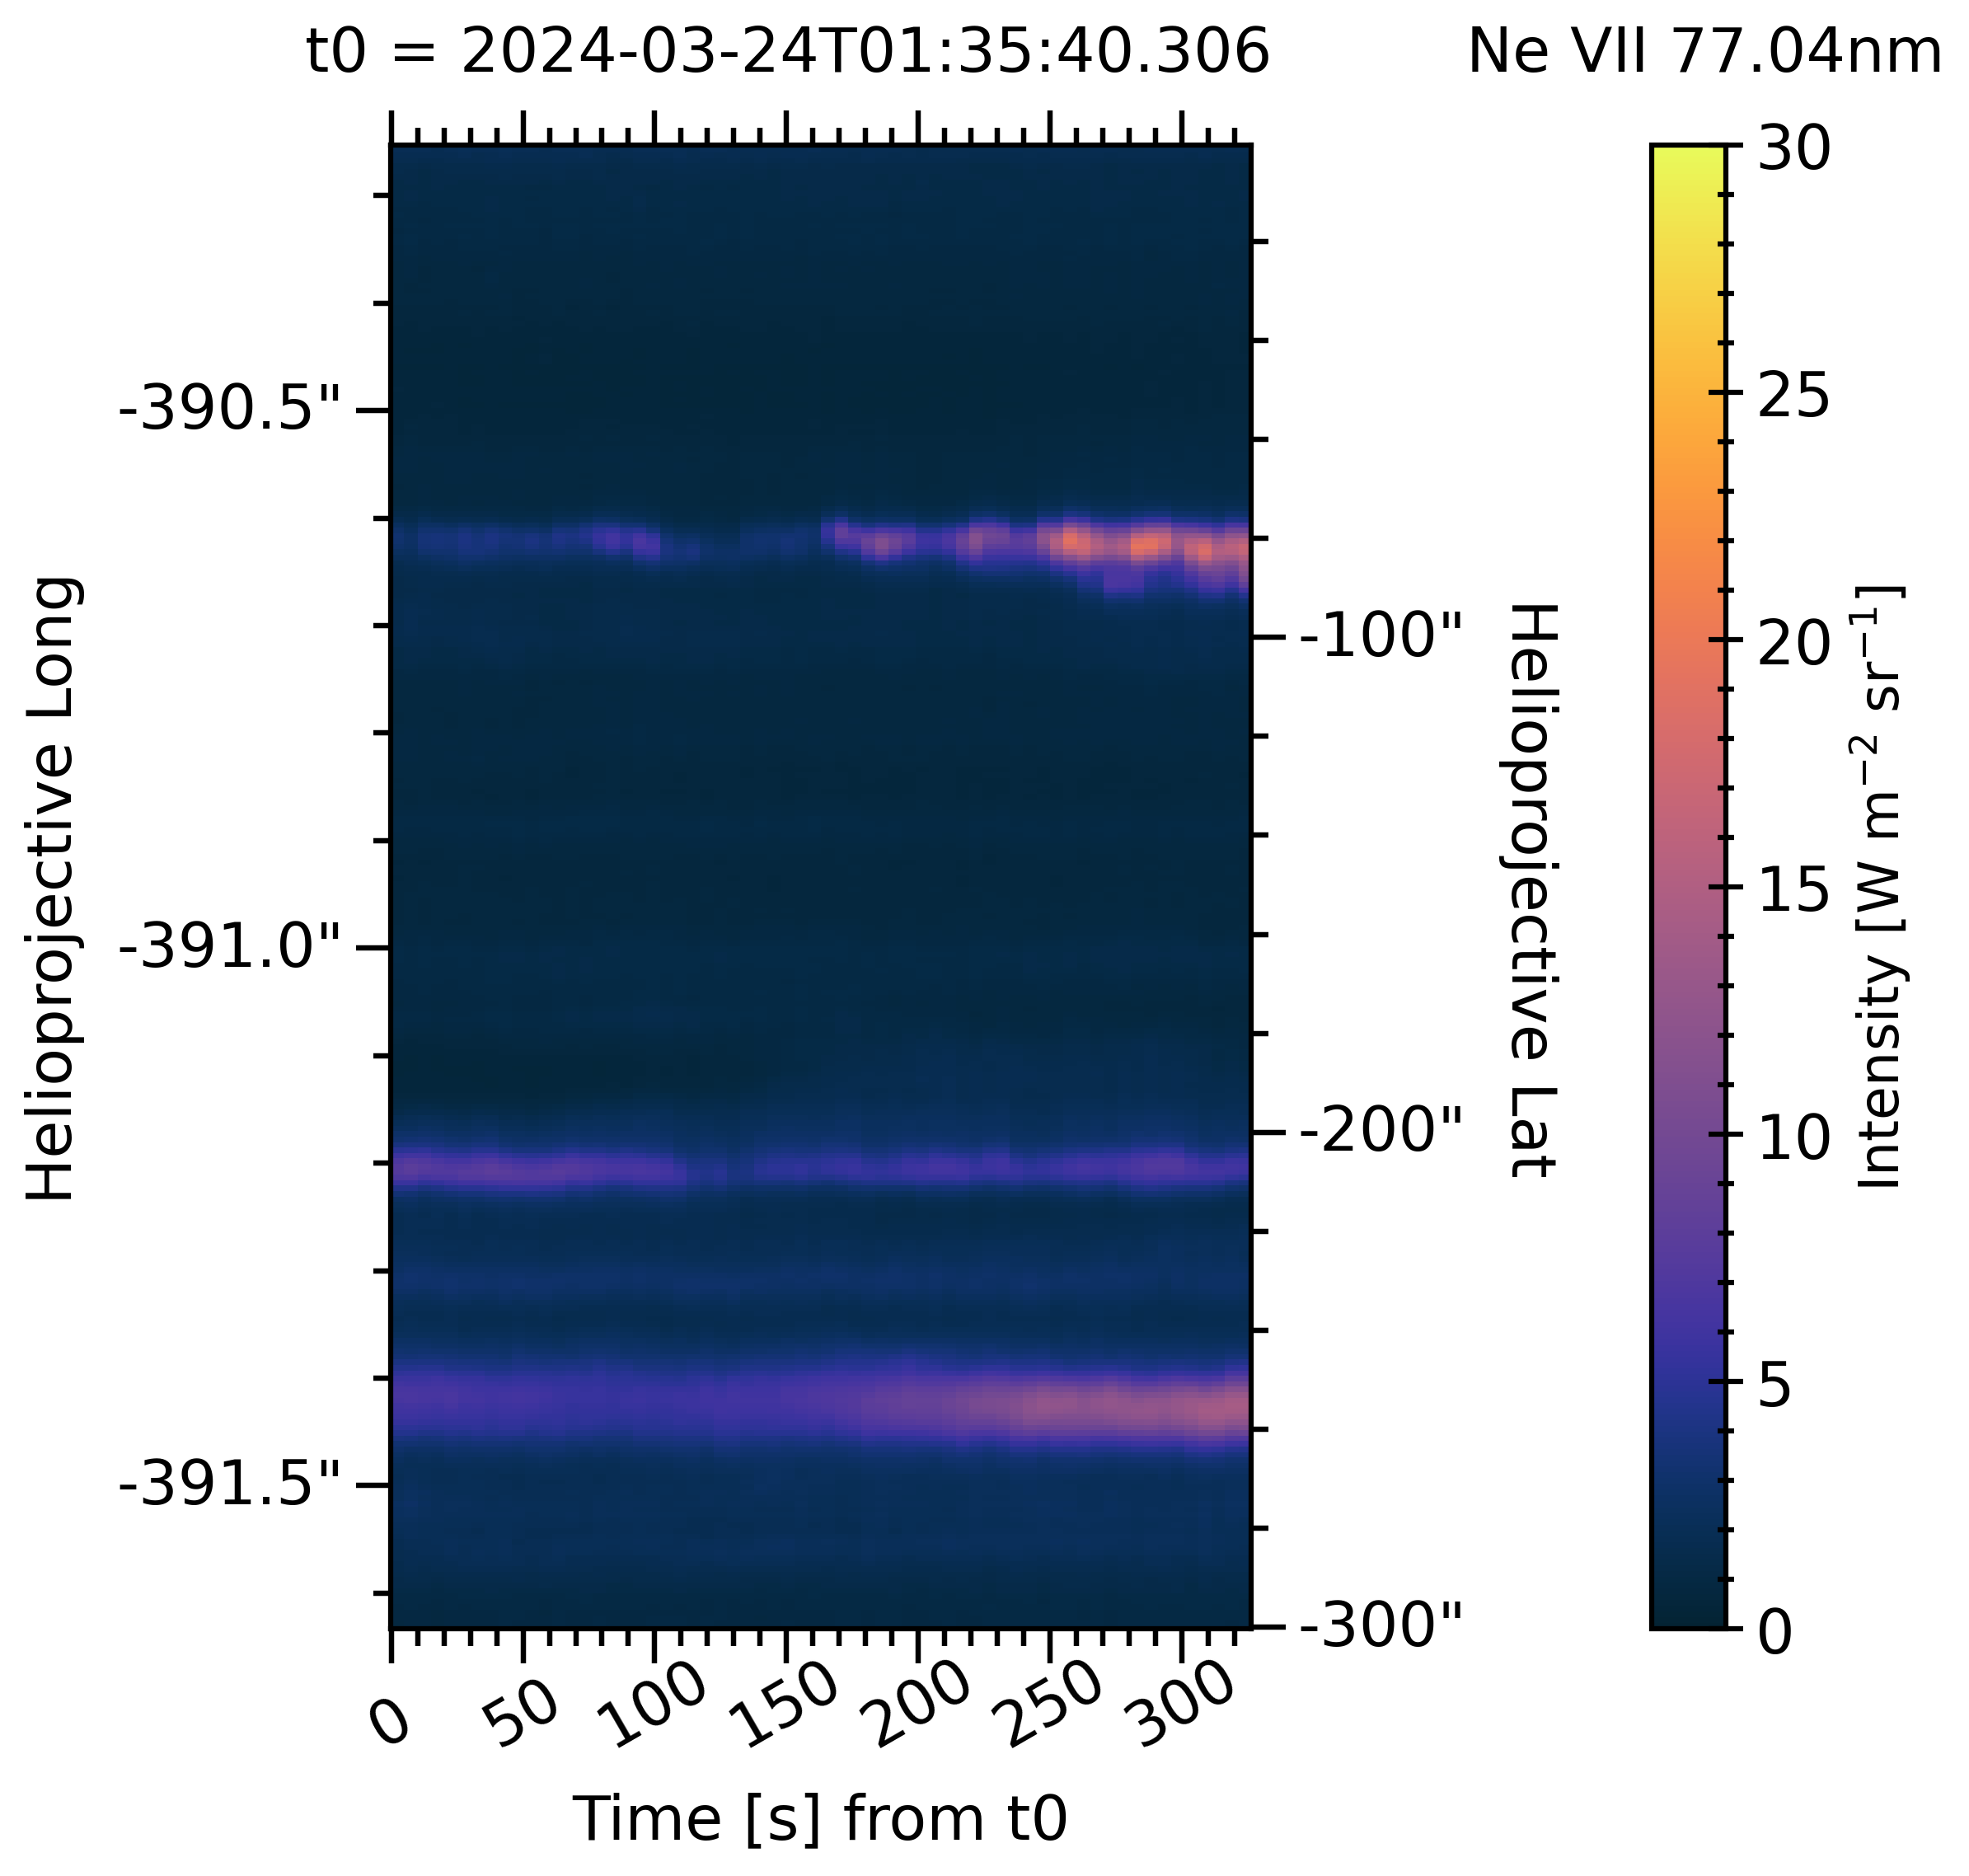 t0 = 2024-03-24T01:35:40.306
Ne VII 77.04nm
Helioprojective Long
-390.5"
-391.0"
-391.5"
-100"
-200"
-300"
Helioprojective Lat
30
25
20
15
10
5
0
Intensity [W m⁻² sr⁻¹]
0 50 100 150 200 250 300
Time [s] from t0